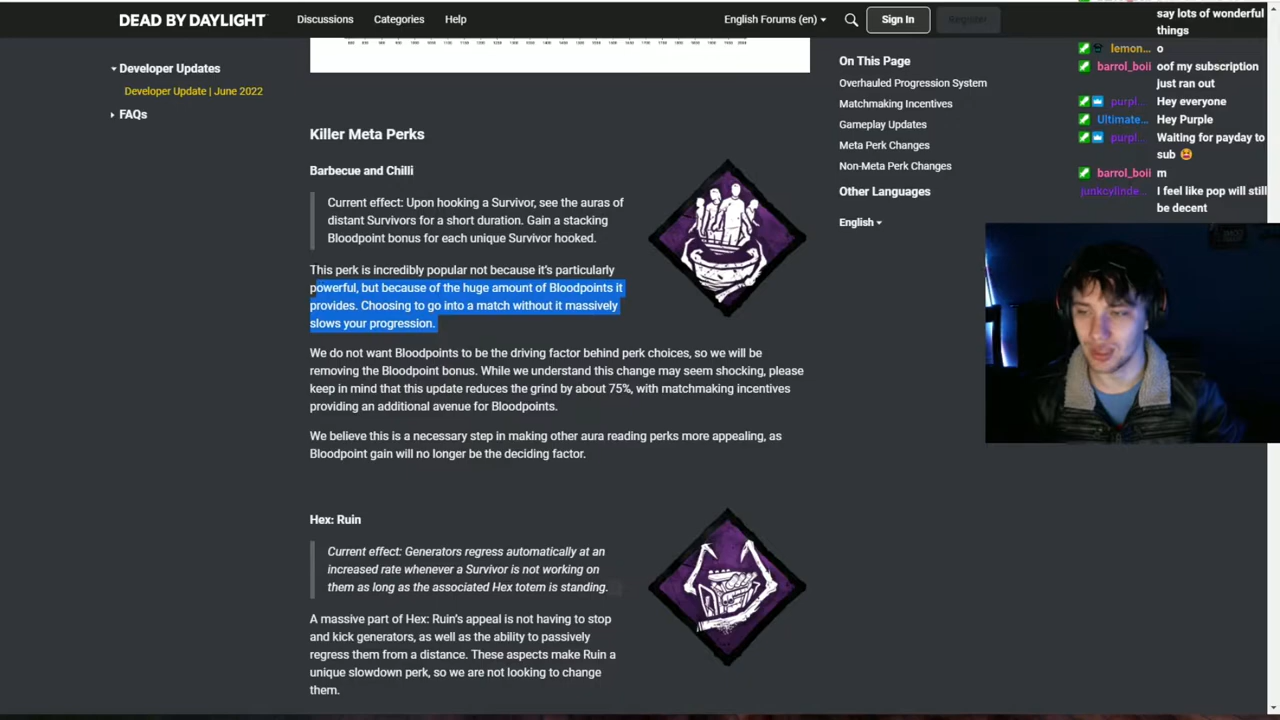 DEAD BY DAYLIGHT
Discussions
Categories
Help
English Forums (en)
Sign In
Register
Developer Updates
Developer Update | June 2022
FAQs
Killer Meta Perks
Barbecue and Chilli
Current effect: Upon hooking a Survivor, see the auras of
distant Survivors for a short duration. Gain a stacking
Bloodpoint bonus for each unique Survivor hooked.
This perk is incredibly popular not because it's particularly
powerful, but because of the huge amount of Bloodpoints it
provides. Choosing to go into a match without it massively
slows your progression.
We do not want Bloodpoints to be the driving factor behind perk choices, so we will be
removing the Bloodpoint bonus. While we understand this change may seem shocking, please
keep in mind that this update reduces the grind by about 75%, with matchmaking incentives
providing an additional avenue for Bloodpoints.
We believe this is a necessary step in making other aura reading perks more appealing, as
Bloodpoint gain will no longer be the deciding factor.
Hex: Ruin
Current effect: Generators regress automatically at an
increased rate whenever a Survivor is not working on
them as long as the associated Hex totem is standing.
A massive part of Hex: Ruin's appeal is not having to stop
and kick generators, as well as the ability to passively
regress them from a distance. These aspects make Ruin a
unique slowdown perk, so we are not looking to change
them.
On This Page
Overhauled Progression System
Matchmaking Incentives
Gameplay Updates
Meta Perk Changes
Non-Meta Perk Changes
Other Languages
English
say lots of wonderful
things
lemon... o
barrol_boii oof my subscription
just ran out
purpl... Hey everyone
Ultimate... Hey Purple
purpl... Waiting for payday to
sub
barrol_boii m
junkcylinde... I feel like pop will still
be decent